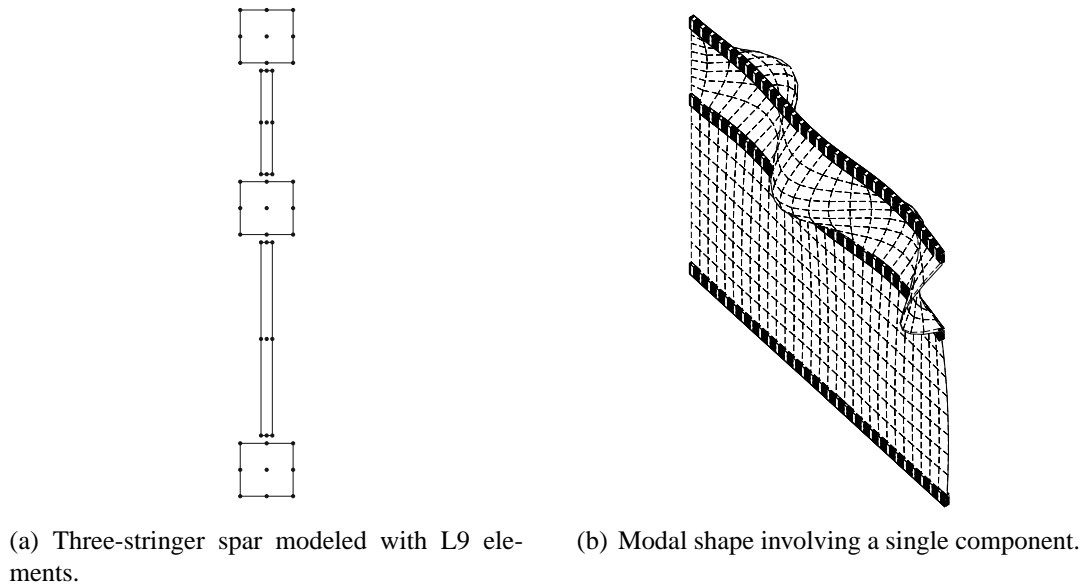 (a) Three-stringer spar modeled with L9 ele-
ments.
(b) Modal shape involving a single component.